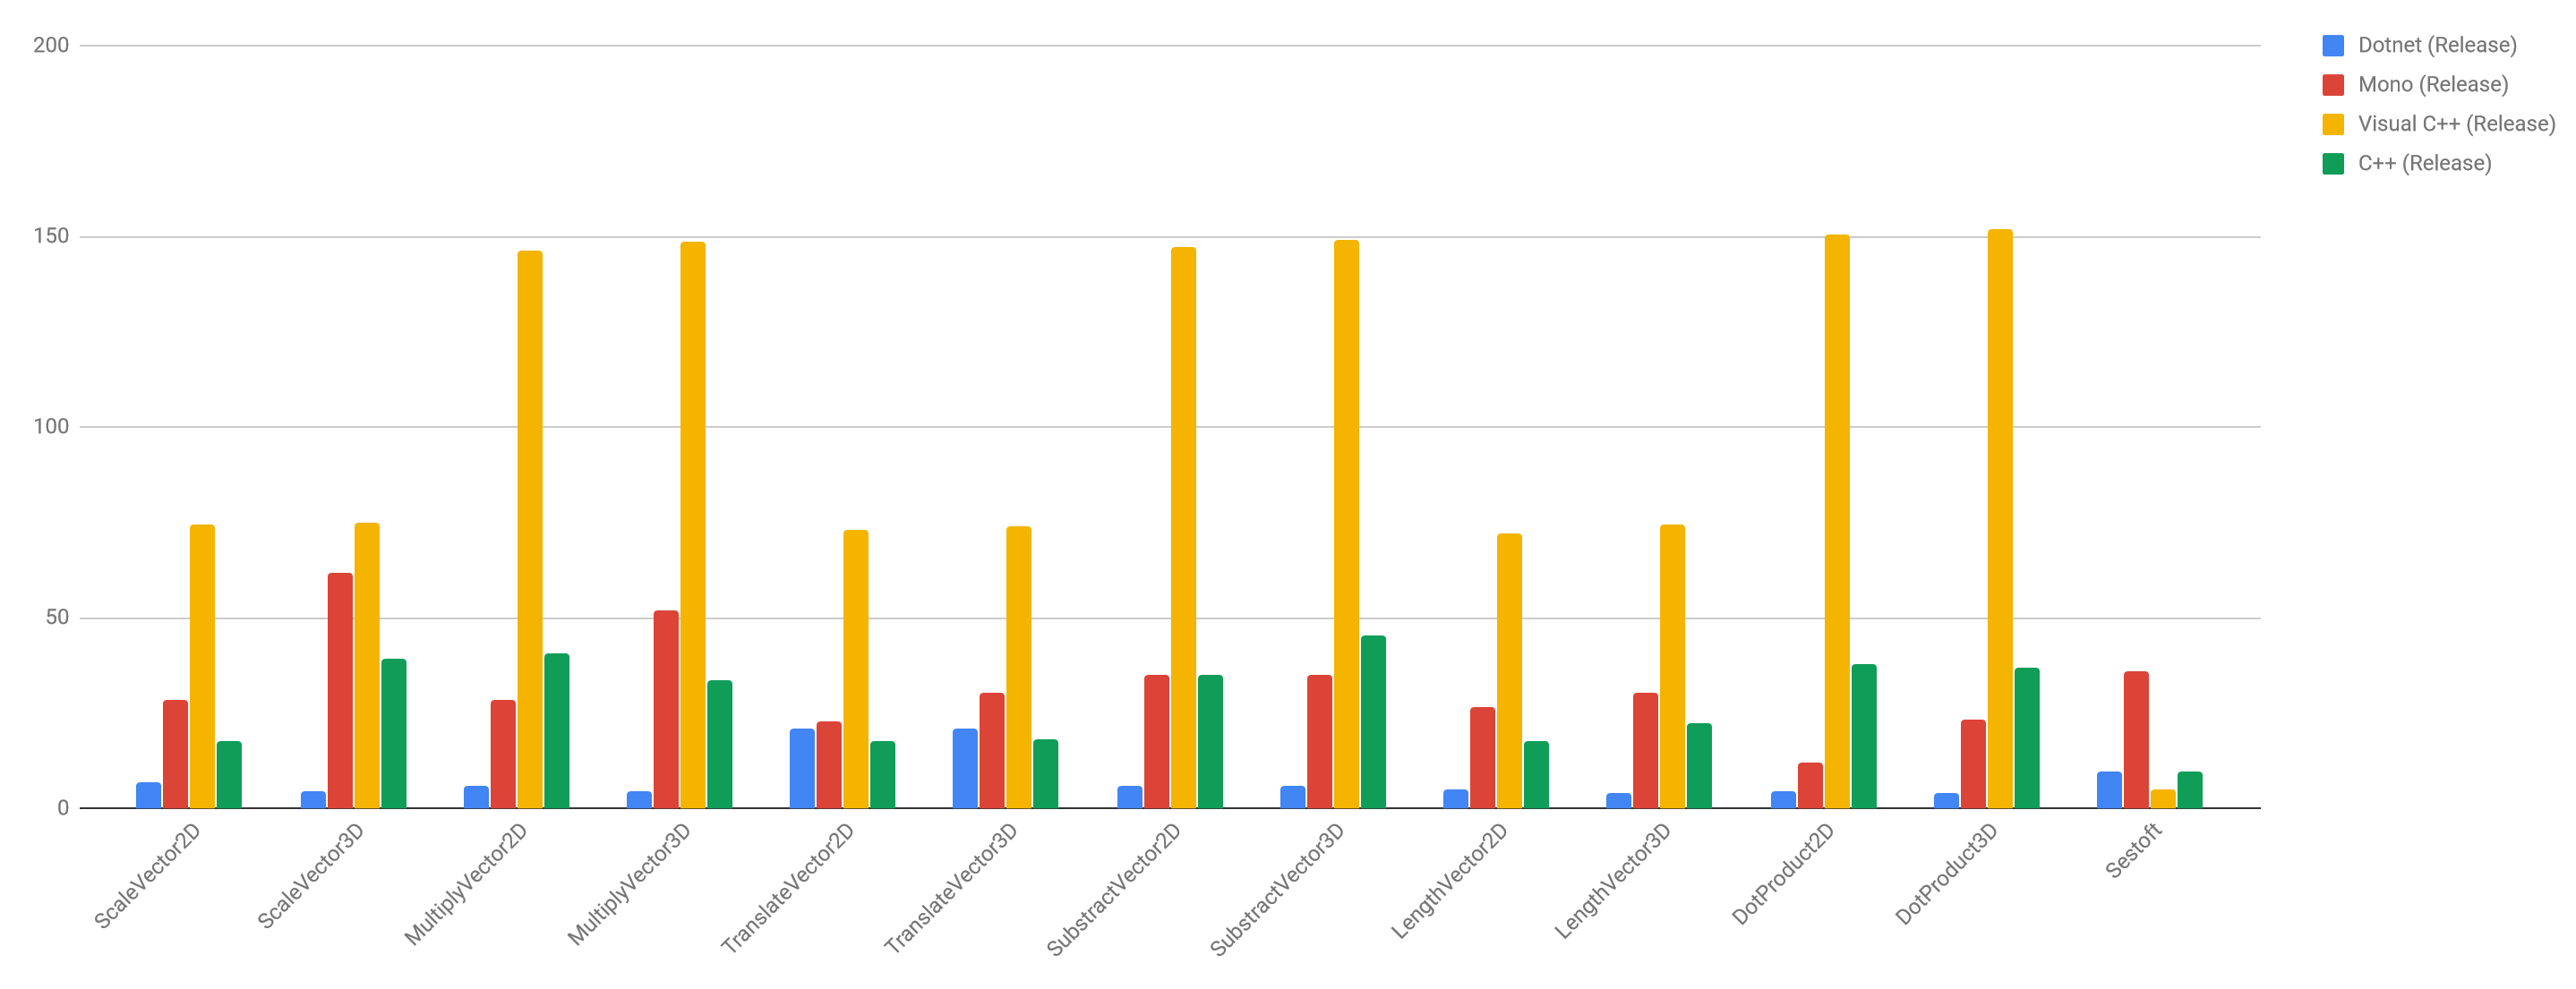 200
150
100
50
0
Dotnet (Release)
Mono (Release)
Visual C++ (Release)
C++ (Release)
ScaleVector2D
ScaleVector3D
MultiplyVector2D
MultiplyVector3D
TranslateVector2D
TranslateVector3D
SubstractVector2D
SubstractVector3D
LengthVector2D
LengthVector3D
DotProduct2D
DotProduct3D
Sestoft